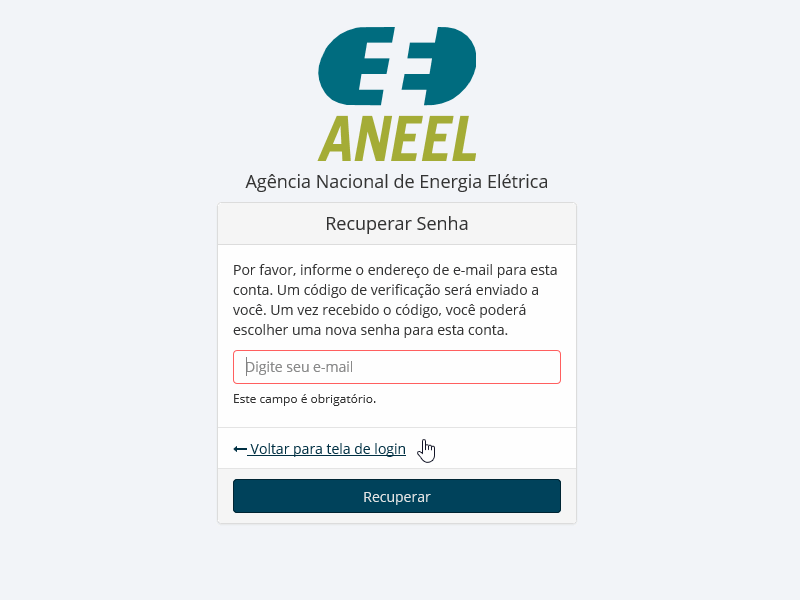 ANEEL
Agência Nacional de Energia Elétrica
Recuperar Senha
Por favor, informe o endereço de e-mail para esta
conta. Um código de verificação será enviado a
você. Um vez recebido o código, você poderá
escolher uma nova senha para esta conta.
Digite seu e-mail
Este campo é obrigatório.
Voltar para tela de login
Recuperar